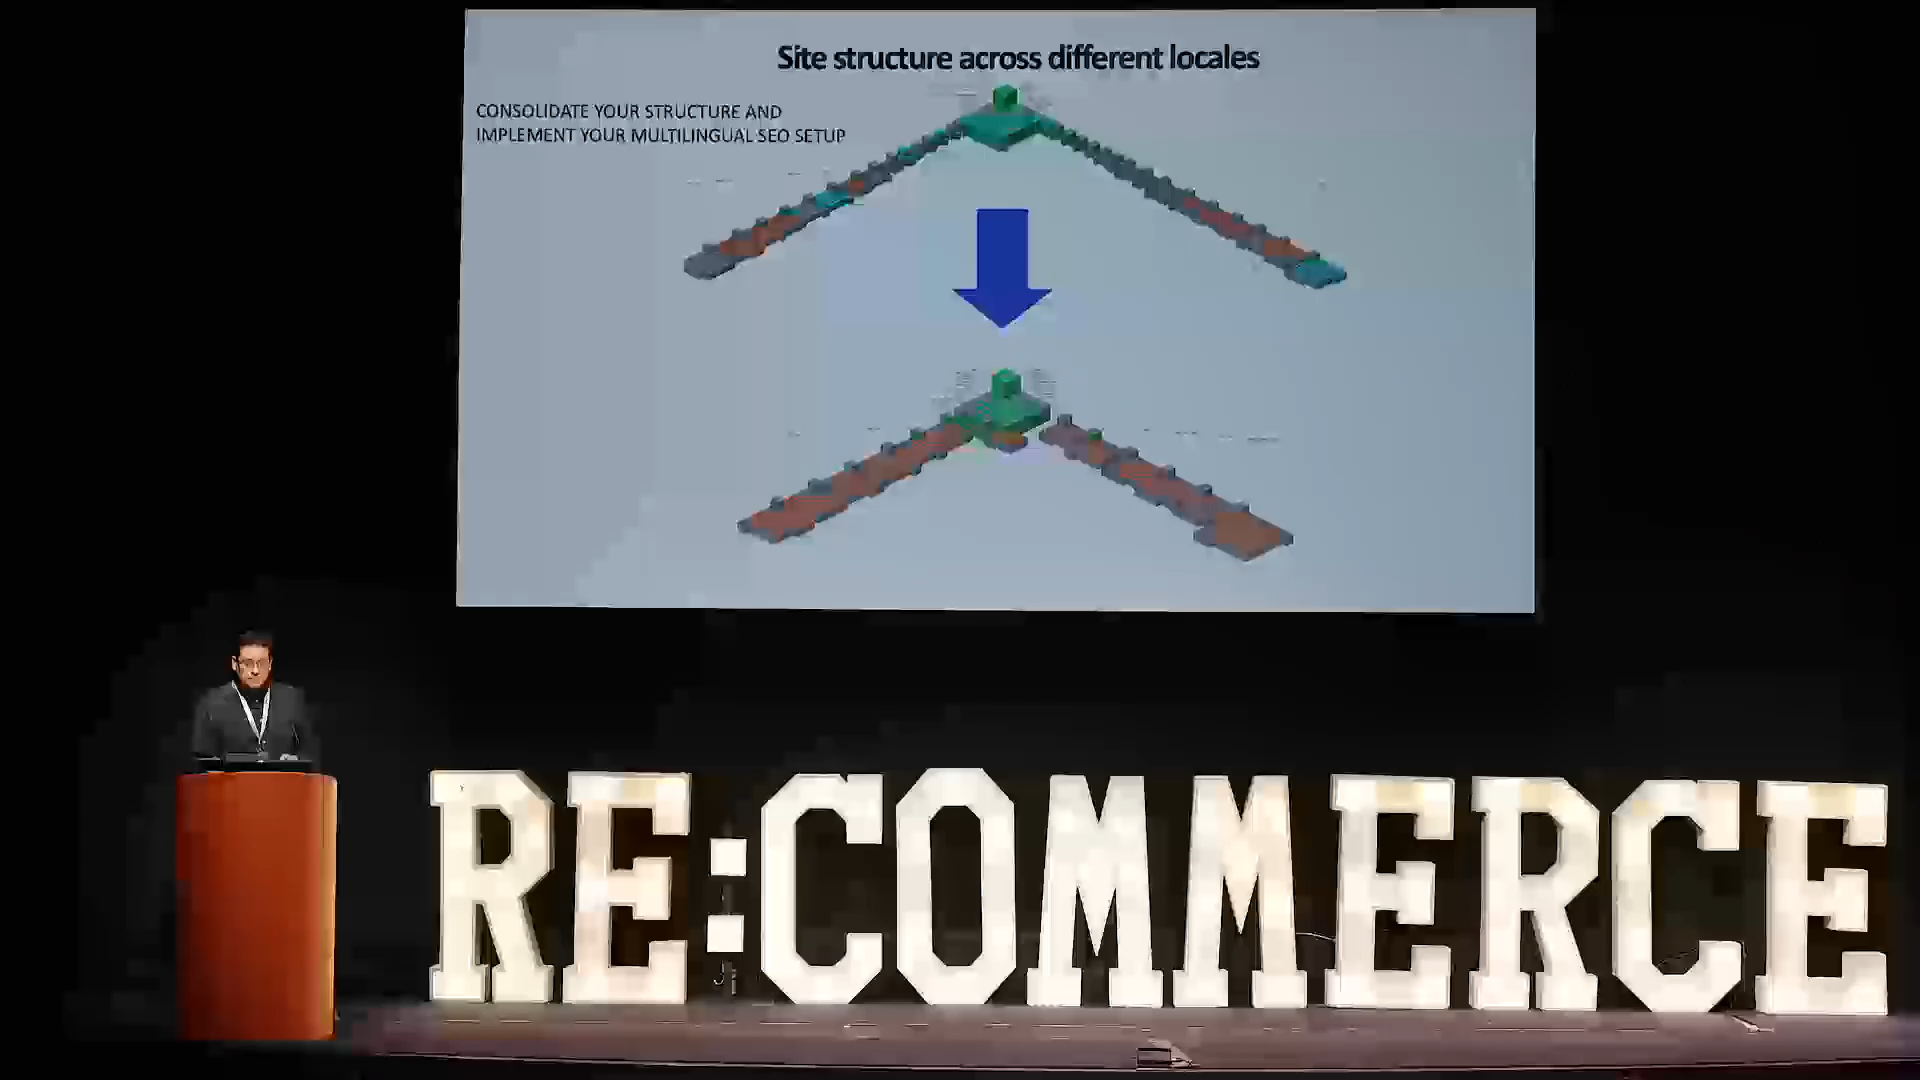 Site structure across different locales
CONSOLIDATE YOUR STRUCTURE AND
IMPLEMENT YOUR MULTILINGUAL SEO SETUP
RE:COMMERCE